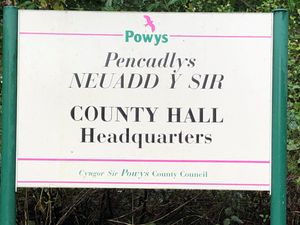 Powys
Pencadlys
NEUADD Y SIR
COUNTY HALL
Headquarters
Cyngor Sir Powys County Council